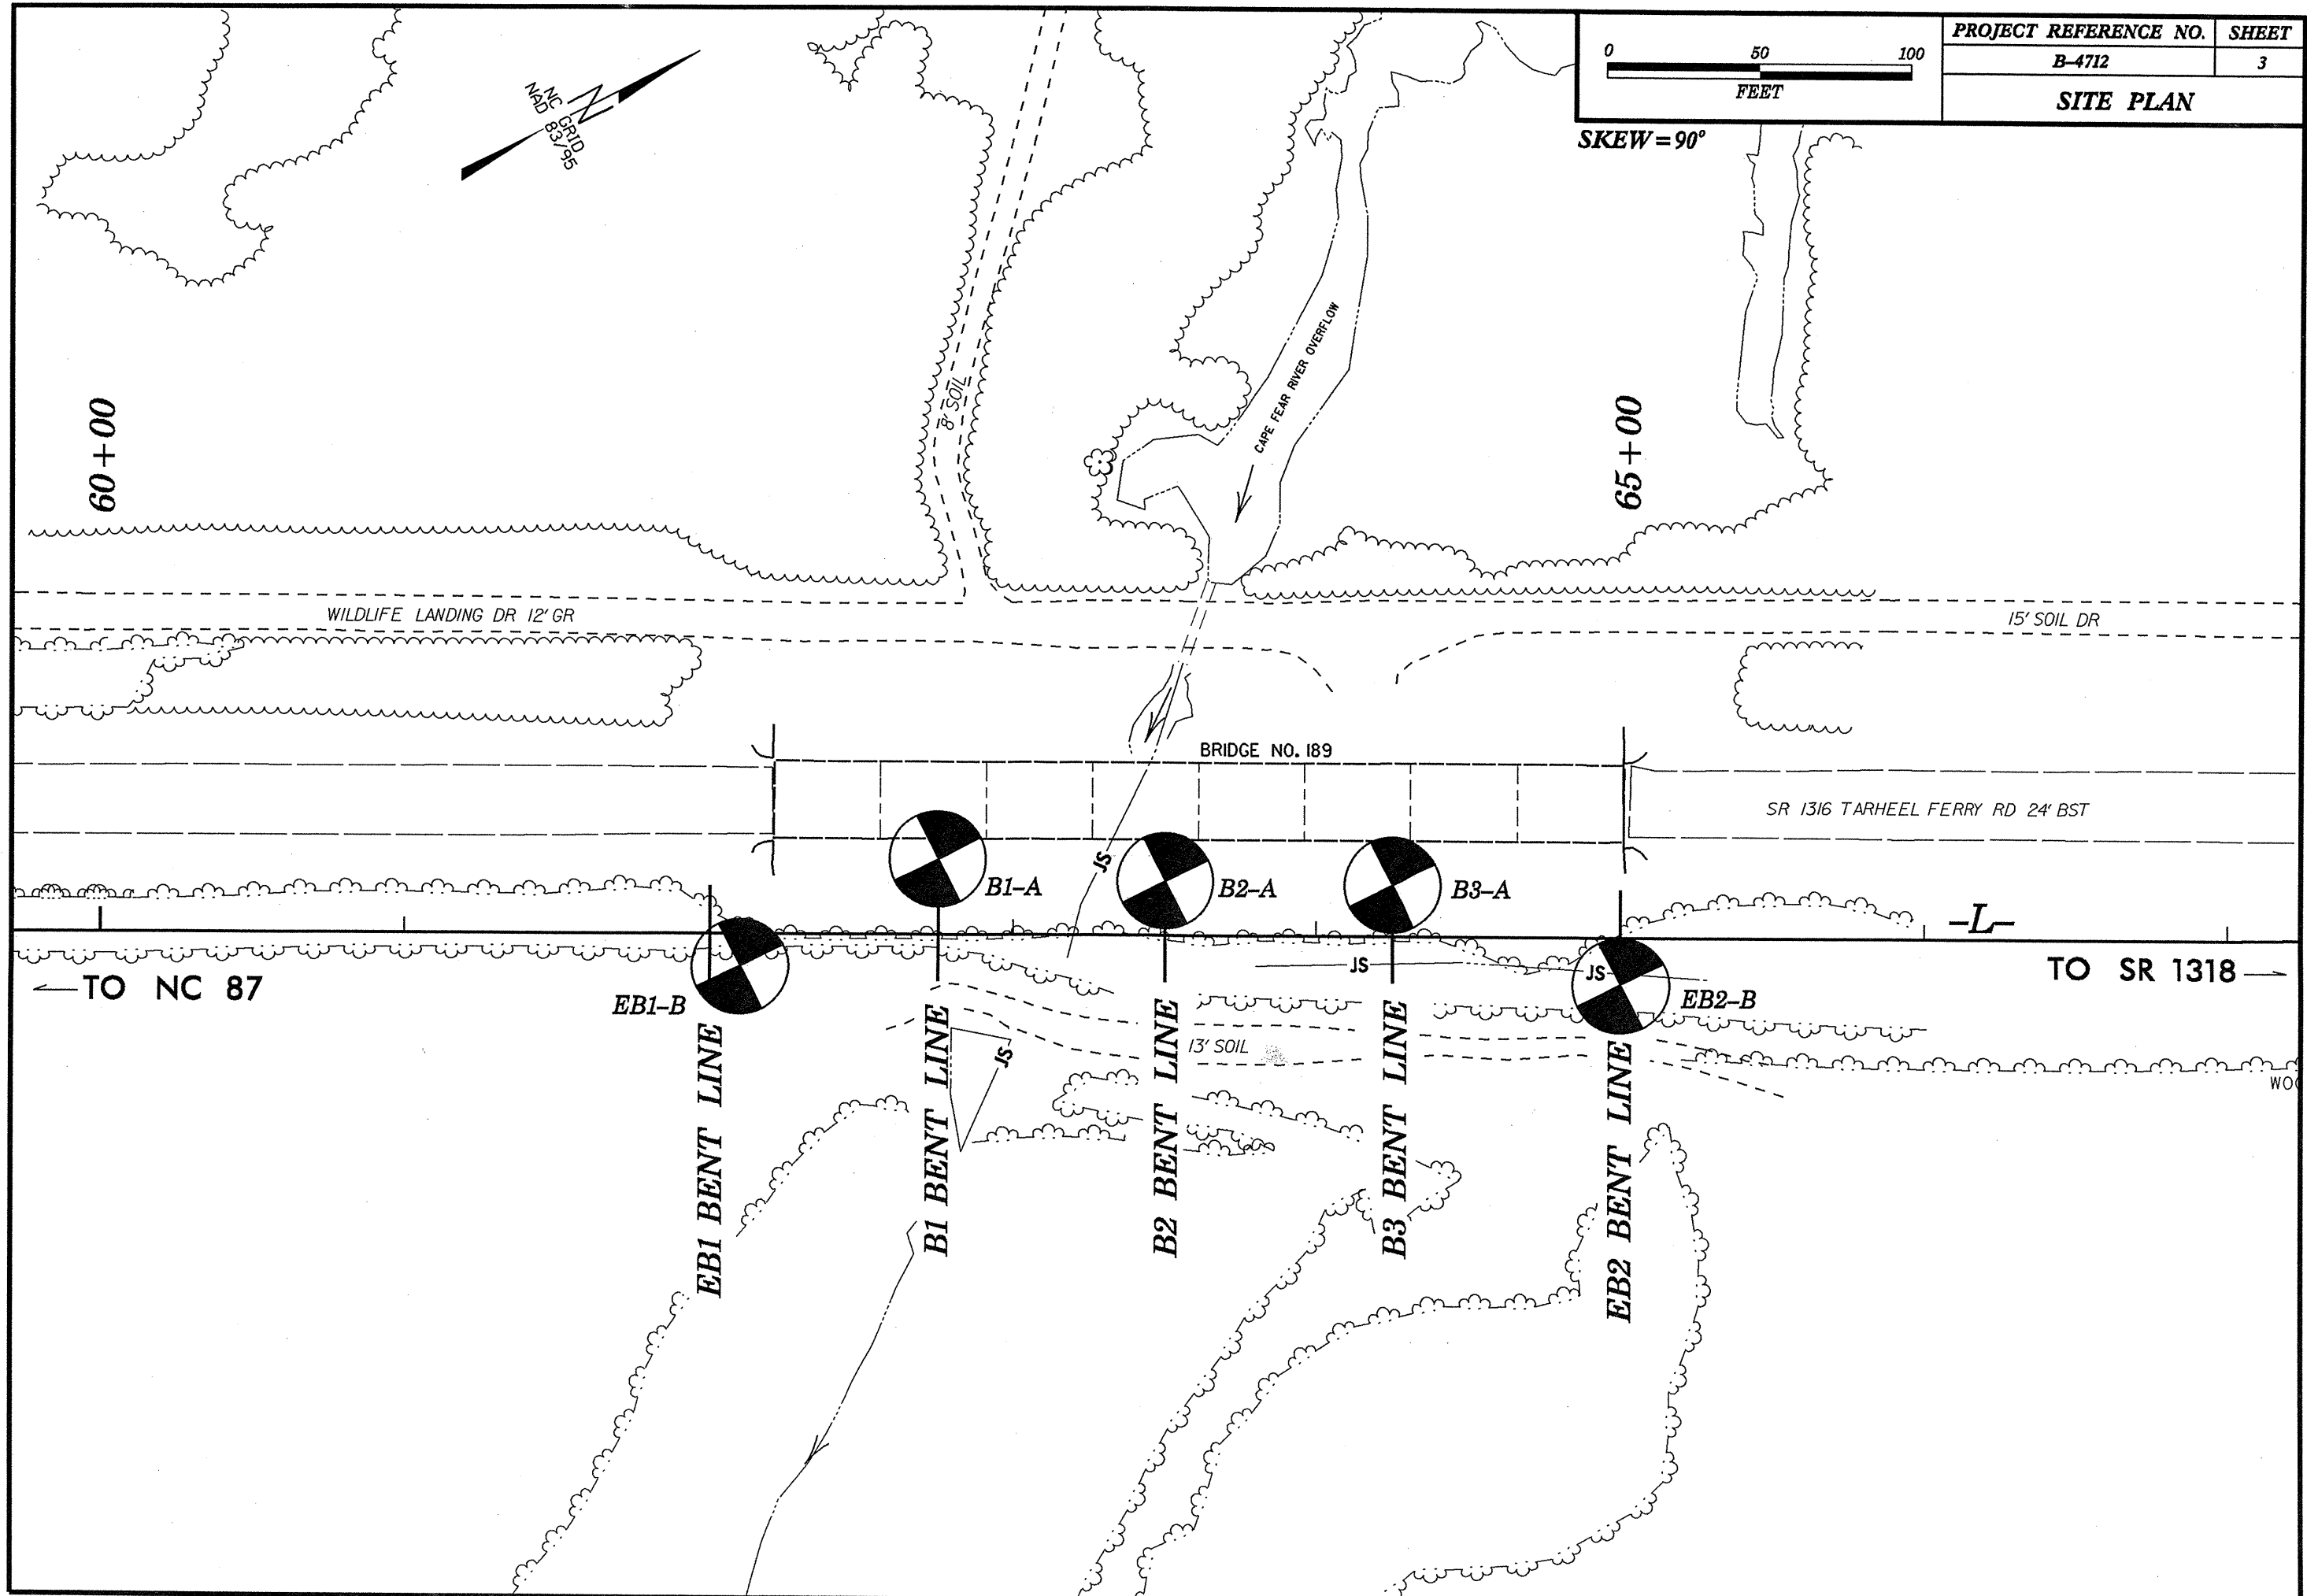 0 50 100
FEET
PROJECT REFERENCE NO. SHEET
B-4712 3
SITE PLAN
SKEW = 90°
NC GRID
NAD 83/95
N
8' SOIL
CAPE FEAR RIVER OVERFLOW
60+00
65+00
WILDLIFE LANDING DR 12' GR
15' SOIL DR
BRIDGE NO. 189
SR 1316 TARHEEL FERRY RD 24' BST
JS
B1-A
B2-A
B3-A
-L-
TO NC 87
JS
JS
TO SR 1318
EB1-B
EB2-B
13' SOIL
JS
EB1 BENT LINE
B1 BENT LINE
B2 BENT LINE
B3 BENT LINE
EB2 BENT LINE